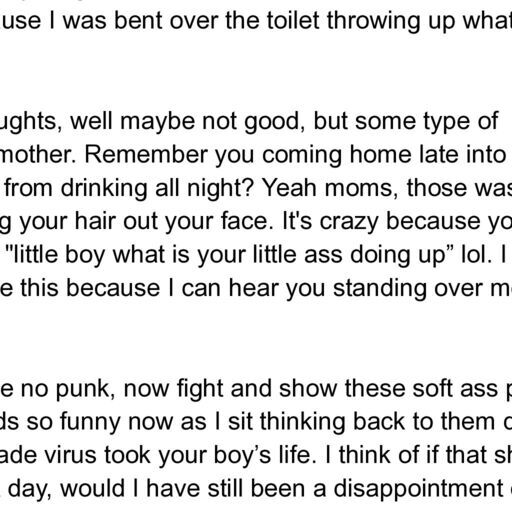 use I was bent over the toilet throwing up what
ughts, well maybe not good, but some type of
mother. Remember you coming home late into
from drinking all night? Yeah moms, those was
g your hair out your face. It's crazy because yo
"little boy what is your little ass doing up” lol. I
e this because I can hear you standing over m
e no punk, now fight and show these soft ass p
ds so funny now as I sit thinking back to them d
ade virus took your boy’s life. I think of if that sh
day, would I have still been a disappointment